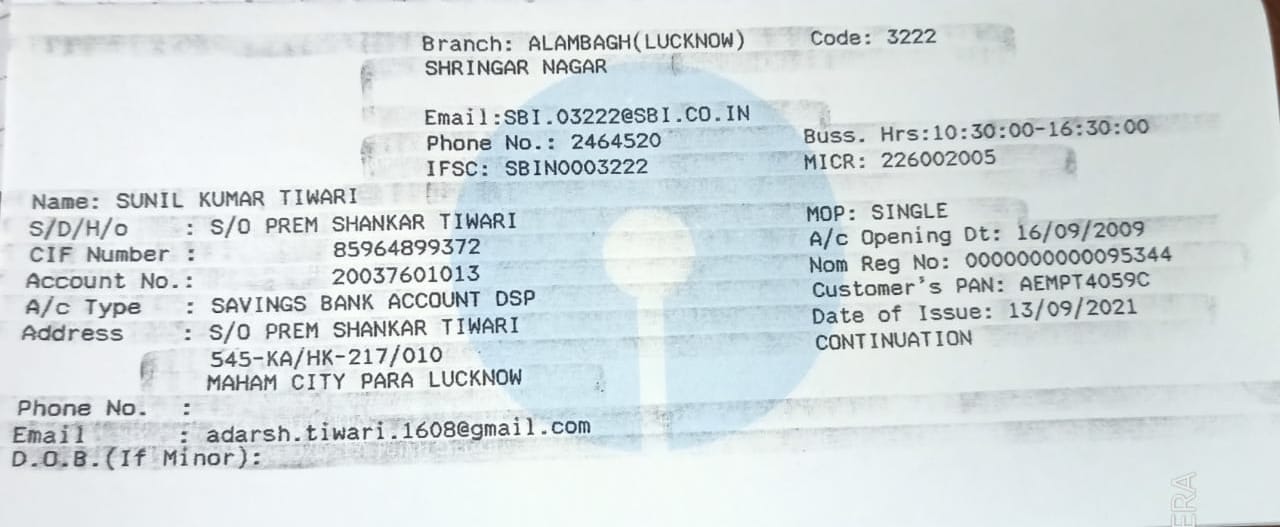 Branch: ALAMBAGH(LUCKNOW) Code: 3222
SHRINGAR NAGAR
Email:SBI.03222@SBI.CO.IN
Phone No.: 2464520 Buss. Hrs:10:30:00-16:30:00
IFSC: SBIN0003222 MICR: 226002005
Name: SUNIL KUMAR TIWARI
S/D/H/o : S/O PREM SHANKAR TIWARI MOP: SINGLE
CIF Number : 85964899372 A/c Opening Dt: 16/09/2009
Account No.: 20037601013 Nom Reg No: 0000000000095344
A/c Type : SAVINGS BANK ACCOUNT DSP Customer's PAN: AEMPT4059C
Address : S/O PREM SHANKAR TIWARI Date of Issue: 13/09/2021
545-KA/HK-217/010 CONTINUATION
MAHAM CITY PARA LUCKNOW
Phone No. :
Email : adarsh.tiwari.1608@gmail.com
D.O.B.(If Minor):
ERA